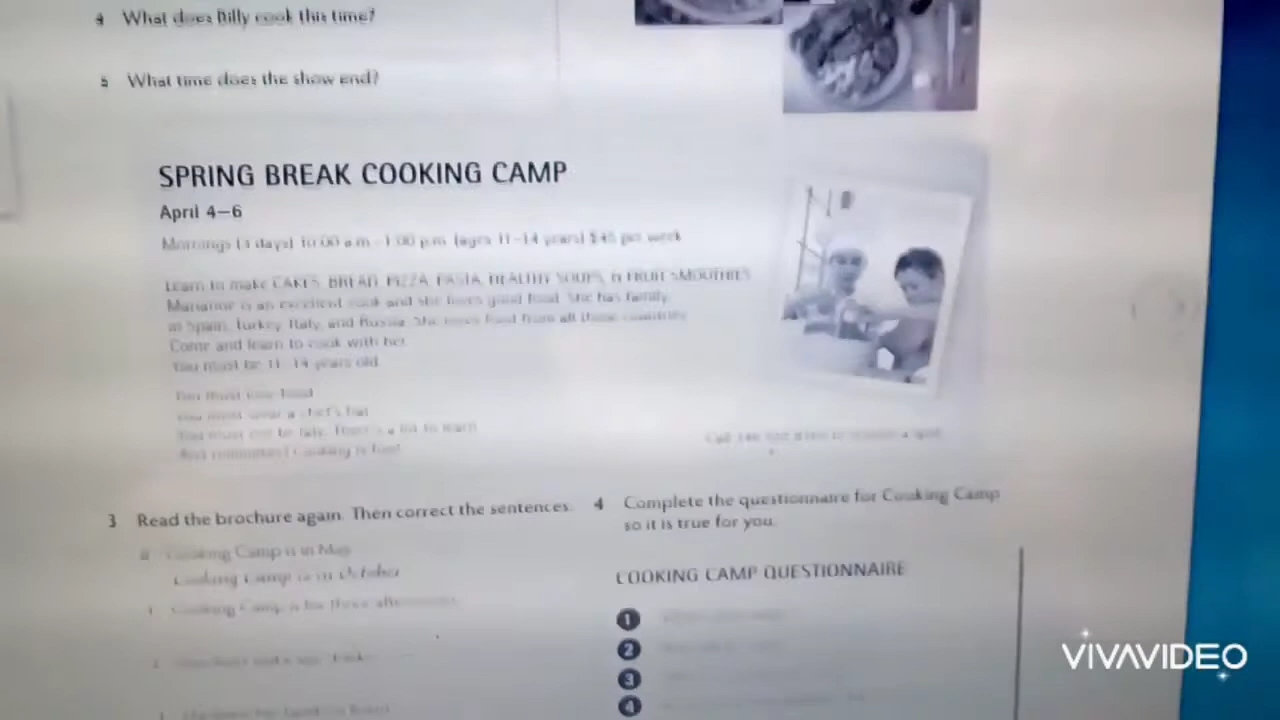 4 What does Billy cook this time?
5 What time does the show end?
SPRING BREAK COOKING CAMP
April 4–6
Mornings (3 days) 10:00 a.m.–1:00 p.m. (ages 11–14 years) $45 per week
Learn to make CAKES, BREAD, PIZZA, PASTA, HEALTHY SOUPS, & FRUIT SMOOTHIES
Marianne is an excellent cook and she loves good food. She has family
in Spain, Turkey, Italy, and Russia. She loves food from all these countries.
Come and learn to cook with her.
You must be 11–14 years old.
You must love food.
You must wear a chef's hat.
You must not be late. There's a lot to learn.
And remember! Cooking is fun!
3 Read the brochure again. Then correct the sentences.
Cooking Camp is in May.
Cooking Camp is in October
Cooking Camp is for three afternoons.
4 Complete the questionnaire for Cooking Camp
so it is true for you.
COOKING CAMP QUESTIONNAIRE
1
2
3
4
VIVAVIDEO